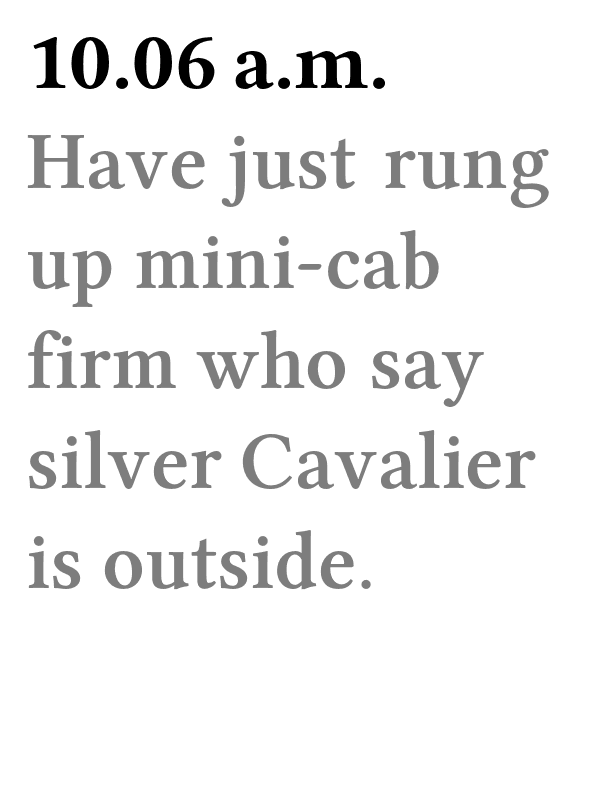 10.06 a.m.
Have just rung
up mini-cab
firm who say
silver Cavalier
is outside.